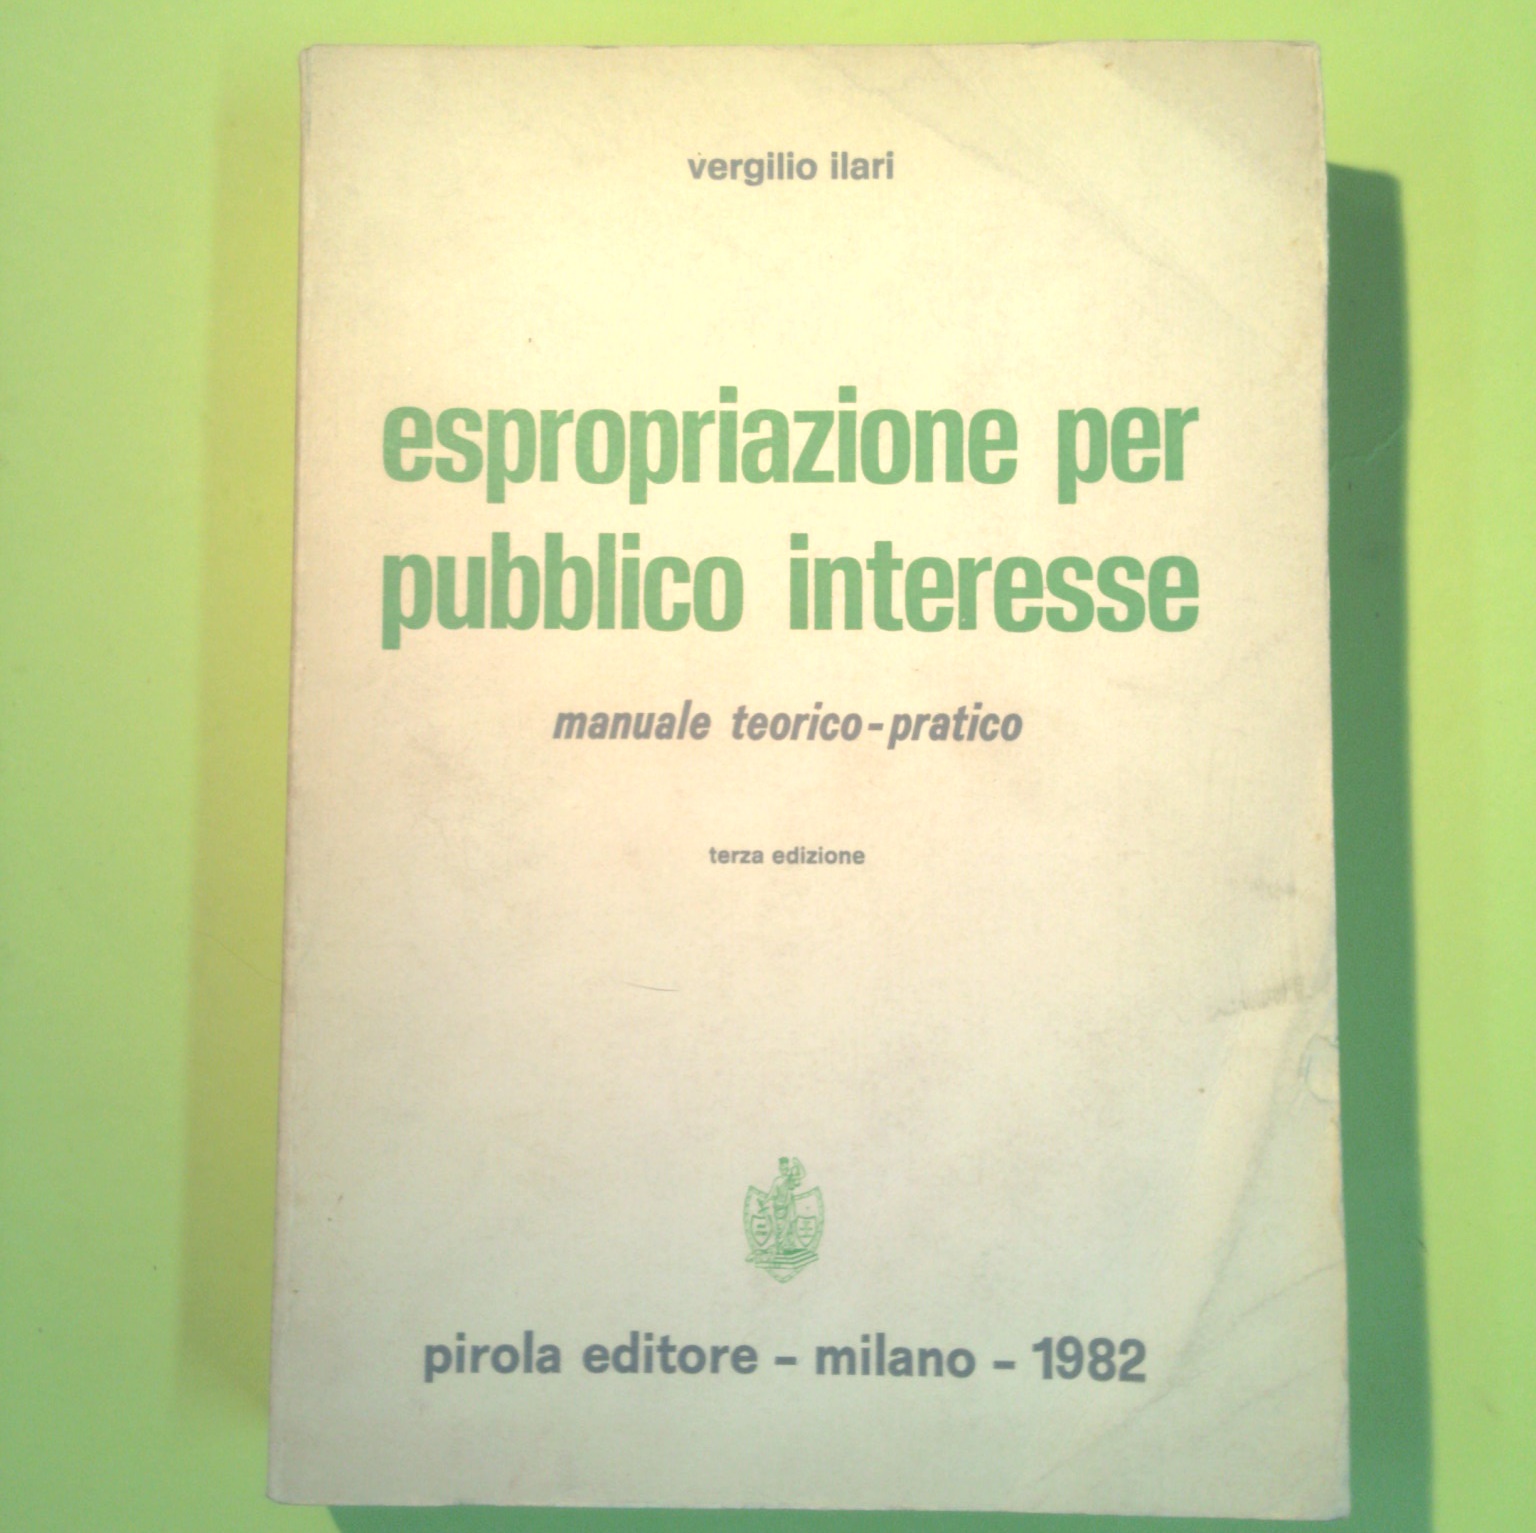 vergilio ilari
espropriazione per
pubblico interesse
manuale teorico-pratico
terza edizione
pirola editore - milano - 1982